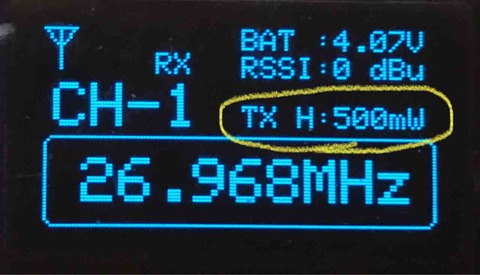 BAT :4.07V
RX RSSI:0 dBu
CH-1 TX H:500mW
26.968MHz